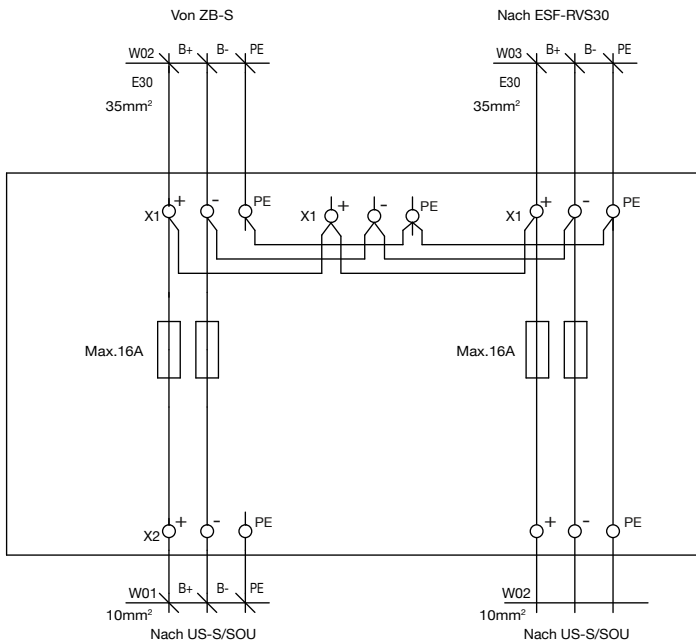 Von ZB-S
Nach ESF-RVS30
W02 B+ B- PE
W03 B+ B- PE
E30
E30
35mm²
35mm²
+ - PE
+ - PE
+ - PE
X1
X1
X1
Max.16A
Max.16A
+ - PE
+ - PE
X2
W01 B+ B- PE
W02
10mm²
10mm²
Nach US-S/SOU
Nach US-S/SOU